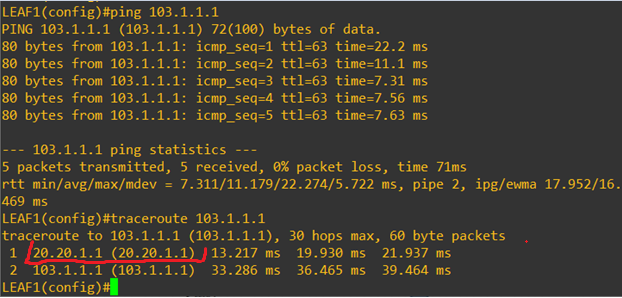 LEAF1(config)#ping 103.1.1.1
PING 103.1.1.1 (103.1.1.1) 72(100) bytes of data.
80 bytes from 103.1.1.1: icmp_seq=1 ttl=63 time=22.2 ms
80 bytes from 103.1.1.1: icmp_seq=2 ttl=63 time=11.1 ms
80 bytes from 103.1.1.1: icmp_seq=3 ttl=63 time=7.31 ms
80 bytes from 103.1.1.1: icmp_seq=4 ttl=63 time=7.56 ms
80 bytes from 103.1.1.1: icmp_seq=5 ttl=63 time=7.63 ms
--- 103.1.1.1 ping statistics ---
5 packets transmitted, 5 received, 0% packet loss, time 71ms
rtt min/avg/max/mdev = 7.311/11.179/22.274/5.722 ms, pipe 2, ipg/ewma 17.952/16.
469 ms
LEAF1(config)#traceroute 103.1.1.1
traceroute to 103.1.1.1 (103.1.1.1), 30 hops max, 60 byte packets
1 20.20.1.1 (20.20.1.1) 13.217 ms 19.930 ms 21.937 ms
2 103.1.1.1 (103.1.1.1) 33.286 ms 36.465 ms 39.464 ms
LEAF1(config)#